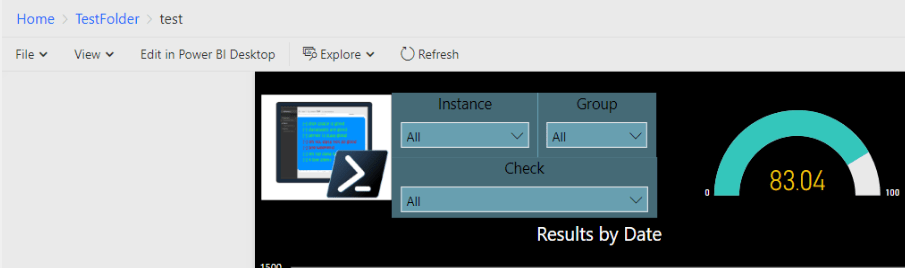 Home > TestFolder > test
File View Edit in Power BI Desktop Explore Refresh
Instance Group
All All
Check
All
83.04
0 100
Results by Date
1500